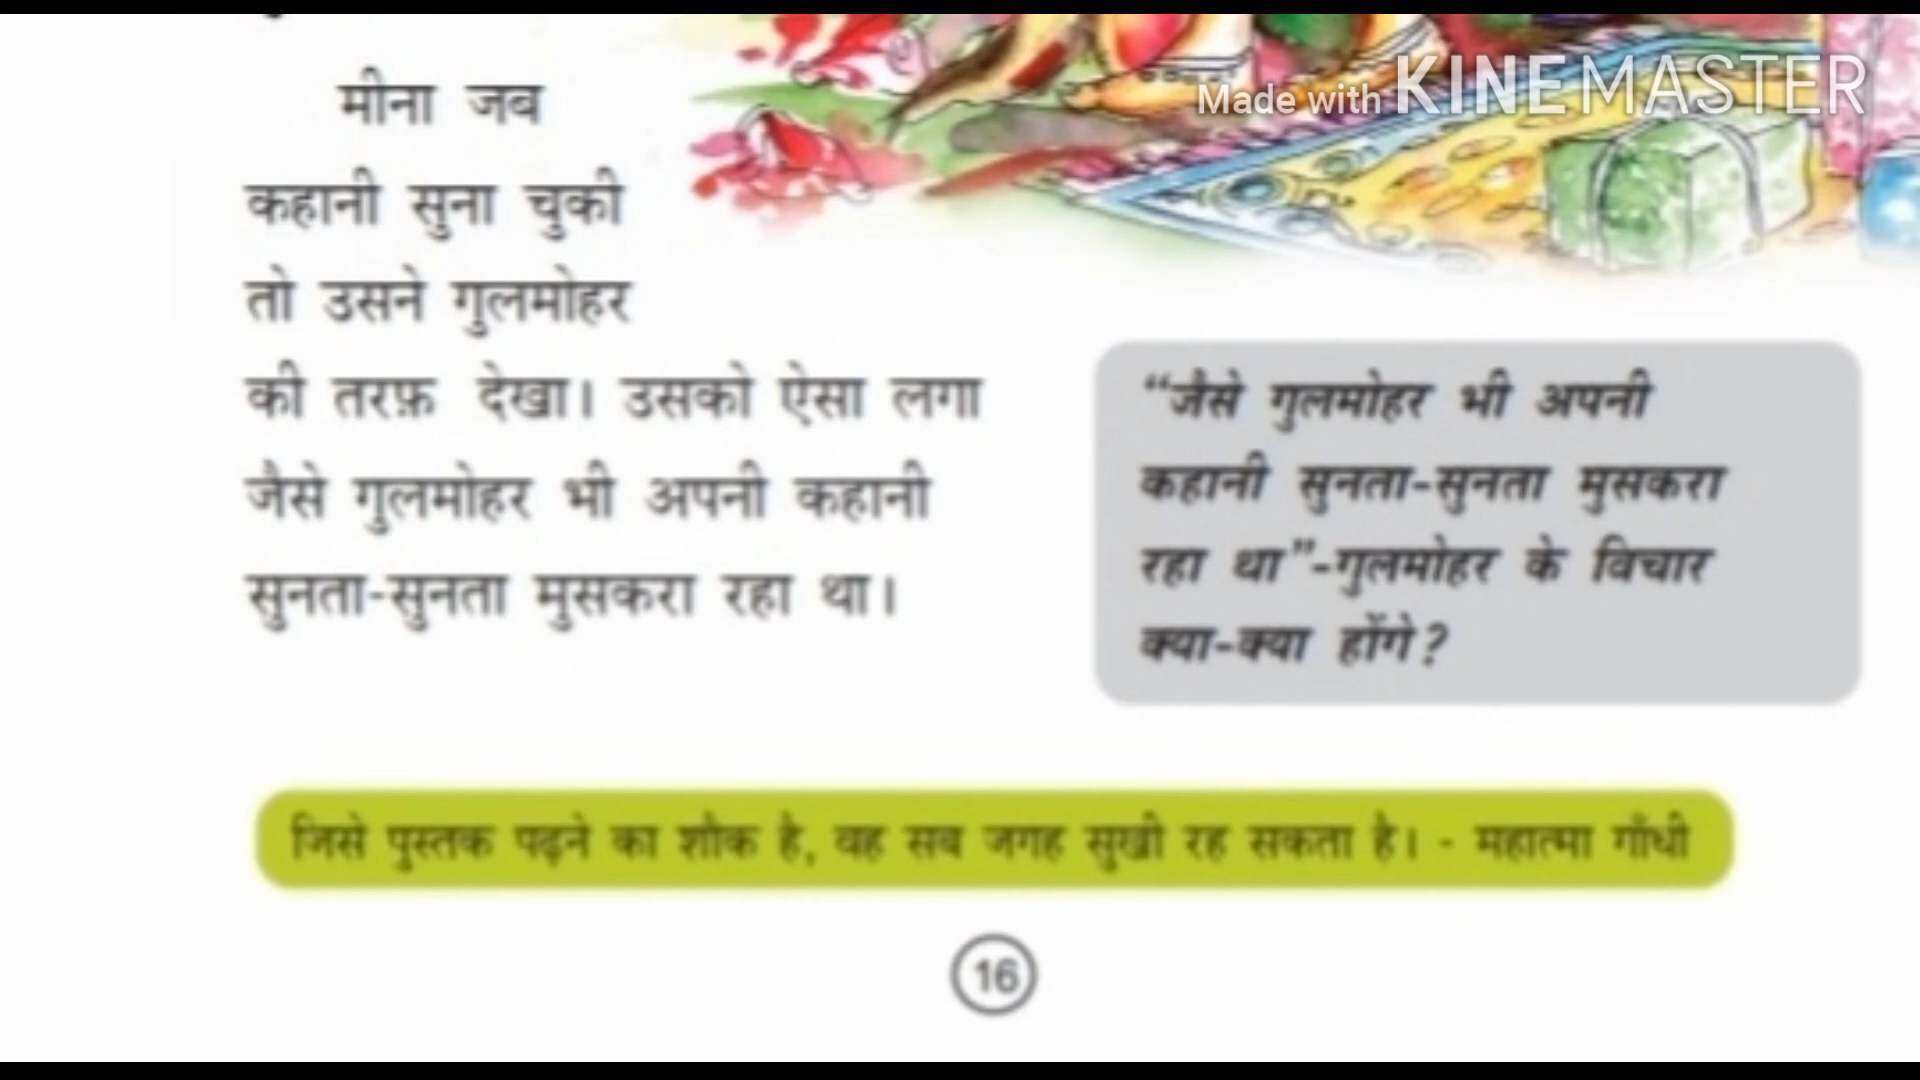 Made with KINEMASTER
मीना जब
कहानी सुना चुकी
तो उसने गुलमोहर
की तरफ़ देखा। उसको ऐसा लगा
जैसे गुलमोहर भी अपनी कहानी
सुनता-सुनता मुसकरा रहा था।
“जैसे गुलमोहर भी अपनी
कहानी सुनता-सुनता मुसकरा
रहा था”-गुलमोहर के विचार
क्या-क्या होंगे?
जिसे पुस्तक पढ़ने का शौक है, वह सब जगह सुखी रह सकता है। - महात्मा गाँधी
16